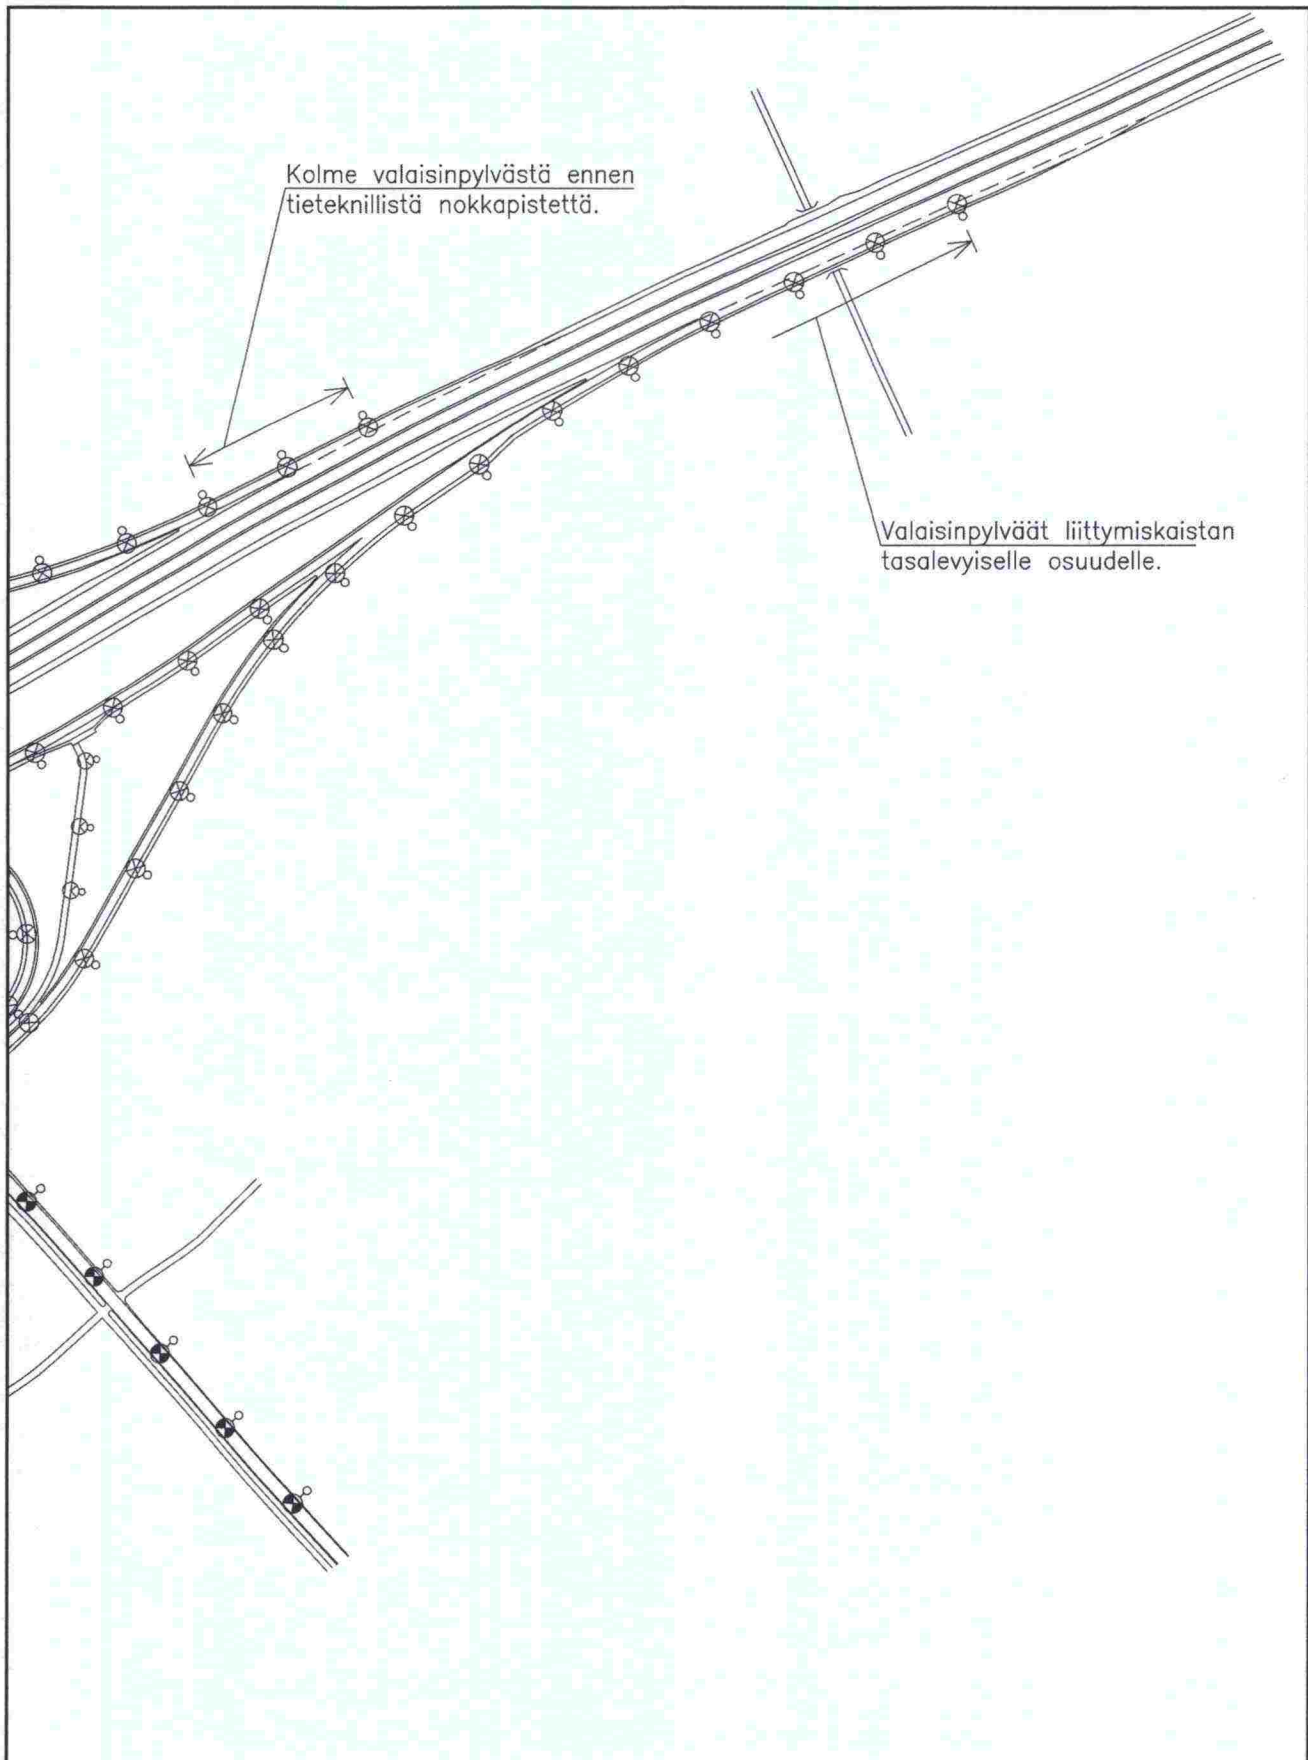 Kolme valaisinpylvästä ennen
tieteknillistä nokkapistettä.
Valaisinpylväät liittymiskaistan
tasalevyiselle osuudelle.